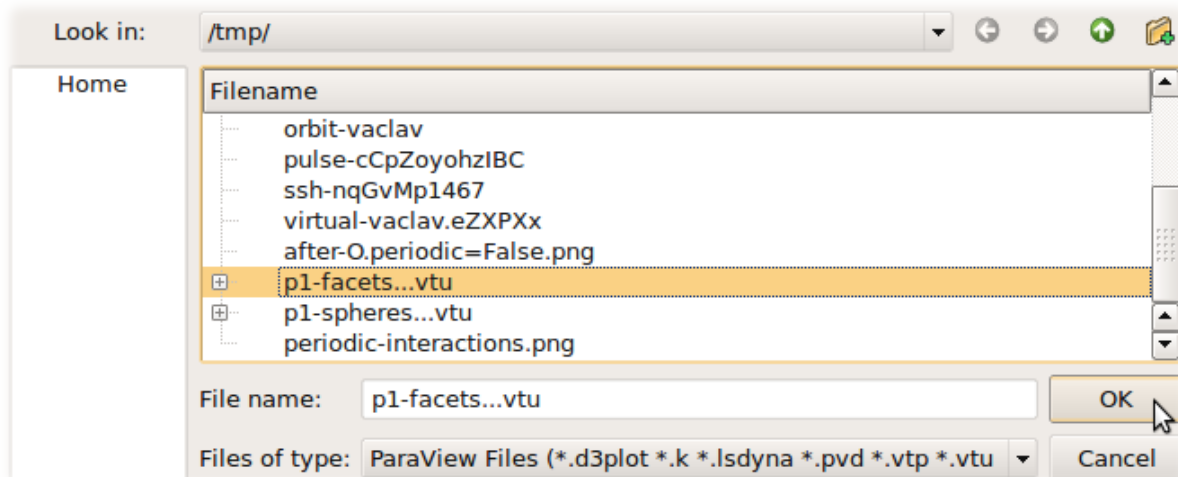 Look in: /tmp/
Home
Filename
orbit-vaclav
pulse-cCpZoyohzIBC
ssh-nqGvMp1467
virtual-vaclav.eZXPXx
after-O.periodic=False.png
p1-facets...vtu
p1-spheres...vtu
periodic-interactions.png
File name: p1-facets...vtu OK
Files of type: ParaView Files (*.d3plot *.k *.lsdyna *.pvd *.vtp *.vtu Cancel